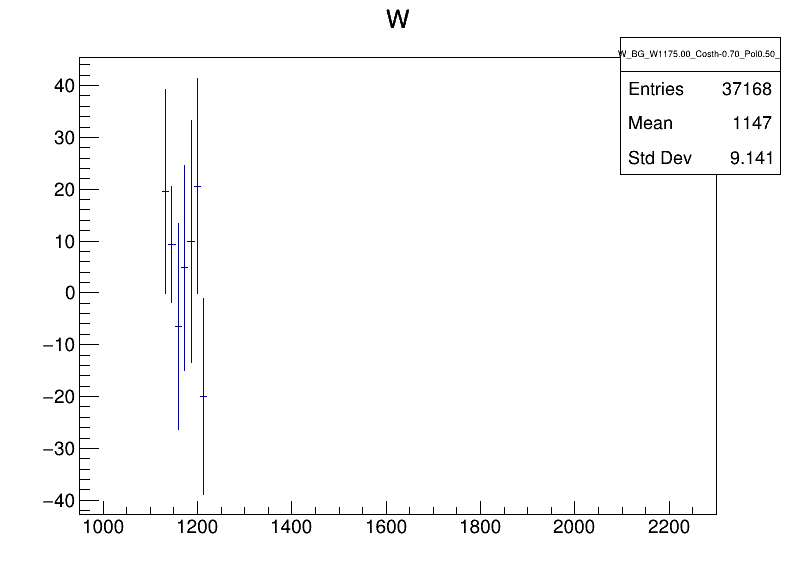 W
W_BG_W1175.00_Costh-0.70_Pol0.50_
Entries 37168
Mean 1147
Std Dev 9.141
40
30
20
10
0
−10
−20
−30
−40
1000 1200 1400 1600 1800 2000 2200